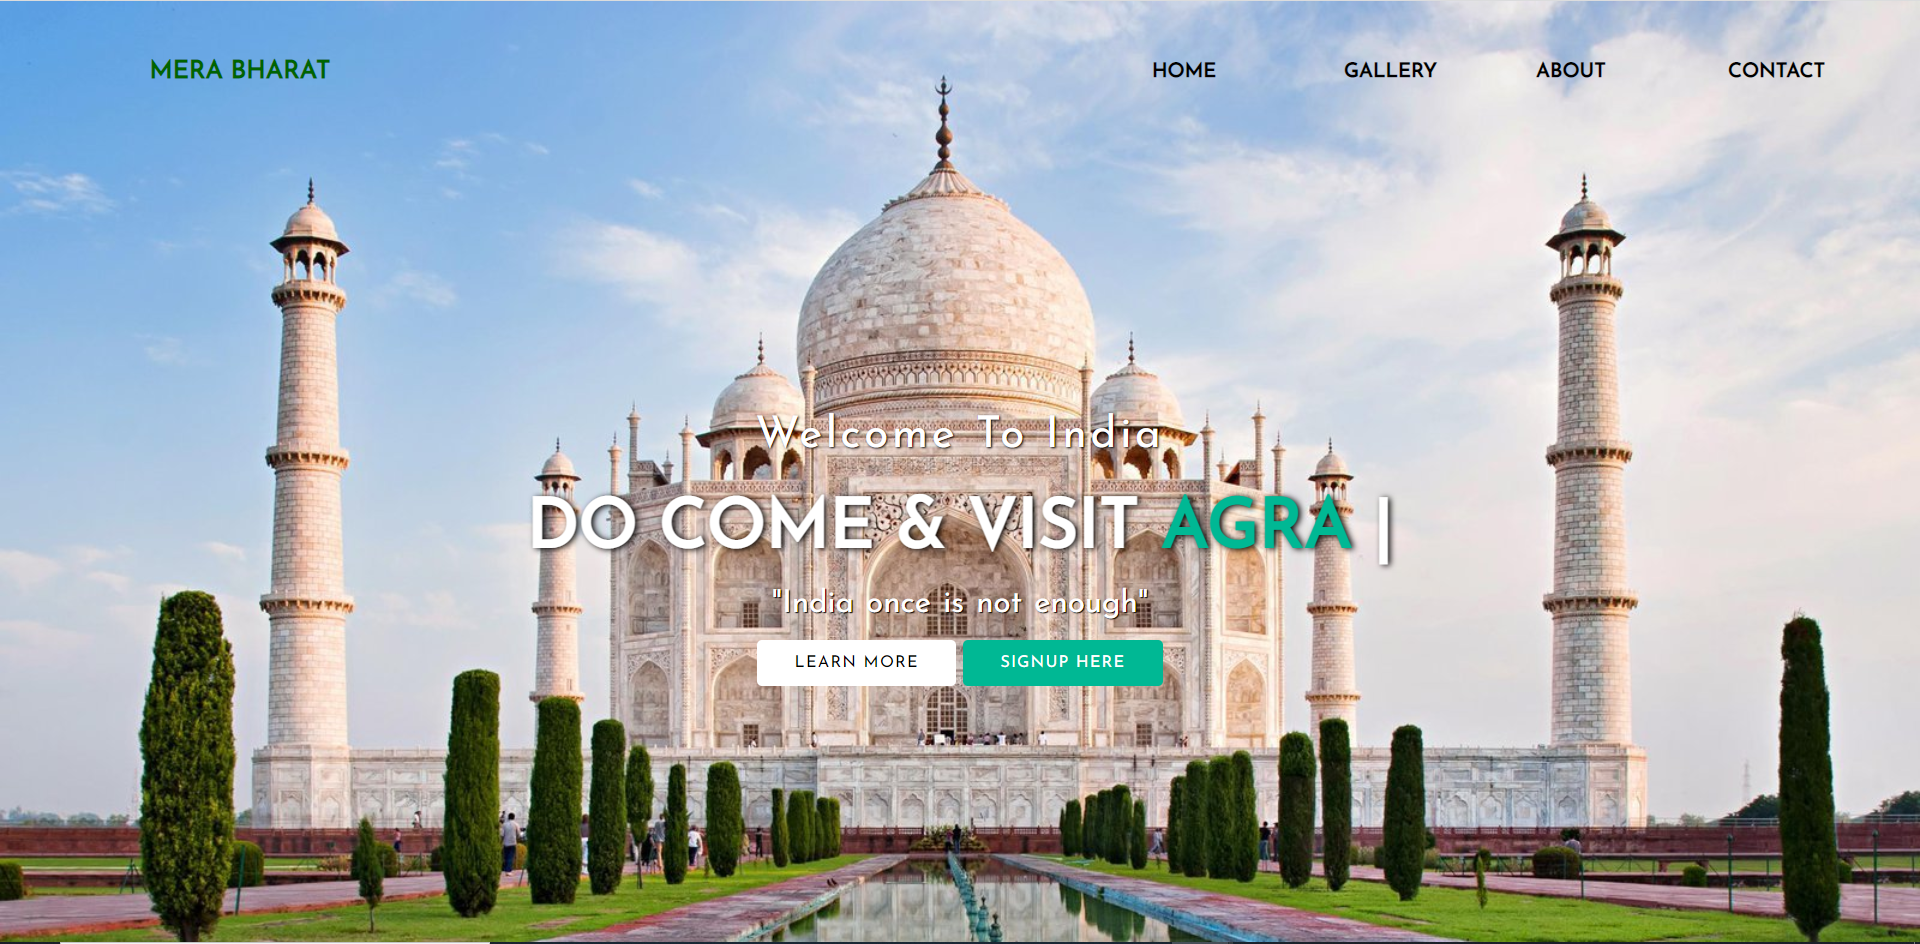 MERA BHARAT HOME GALLERY ABOUT CONTACT
Welcome To India
DO COME & VISIT AGRA |
"India once is not enough"
LEARN MORE SIGNUP HERE